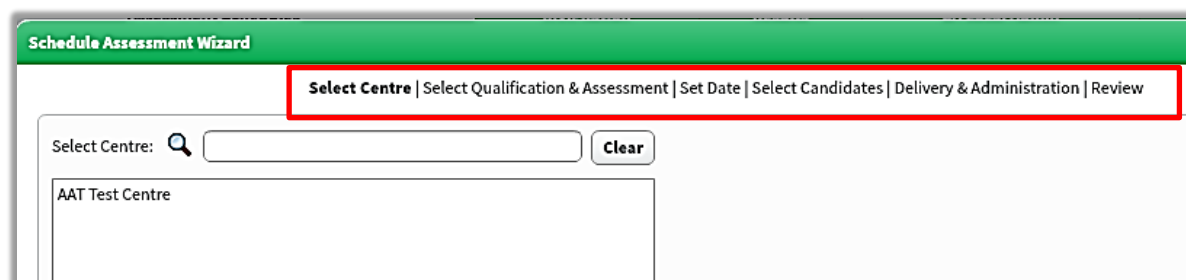 Schedule Assessment Wizard
Select Centre | Select Qualification & Assessment | Set Date | Select Candidates | Delivery & Administration | Review
Select Centre: Clear
AAT Test Centre